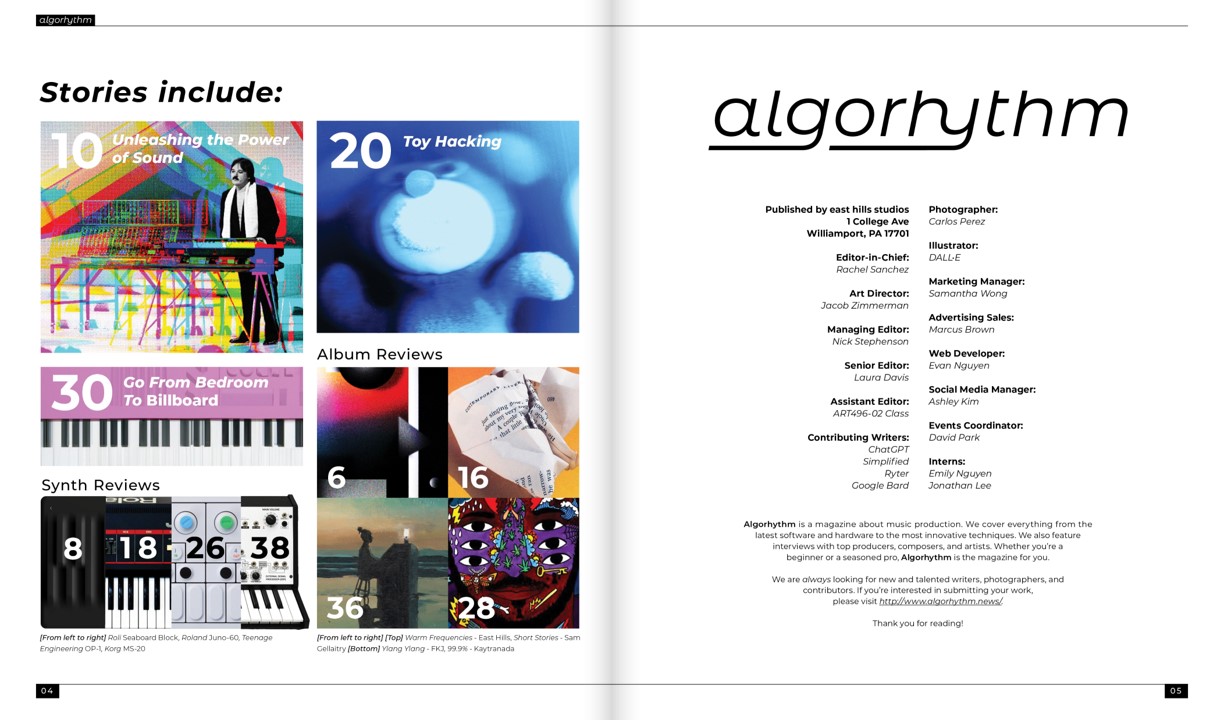 algorhythm
Stories include:
10 Unleashing the Power
of Sound
20 Toy Hacking
30 Go From Bedroom
To Billboard
Synth Reviews
8 18 26 38
[From left to right] Roli Seaboard Block, Roland Juno-60, Teenage
Engineering OP-1, Korg MS-20
Album Reviews
6 16
36 28
[From left to right] [Top] Warm Frequencies - East Hills, Short Stories - Sam
Gellaitry [Bottom] Ylang Ylang - FKJ, 99.9% - Kaytranada
04
algorhythm
Published by east hills studios
1 College Ave
Williamport, PA 17701
Editor-in-Chief:
Rachel Sanchez
Art Director:
Jacob Zimmerman
Managing Editor:
Nick Stephenson
Senior Editor:
Laura Davis
Assistant Editor:
ART496-02 Class
Contributing Writers:
ChatGPT
Simplified
Ryter
Google Bard
Photographer:
Carlos Perez
Illustrator:
DALL·E
Marketing Manager:
Samantha Wong
Advertising Sales:
Marcus Brown
Web Developer:
Evan Nguyen
Social Media Manager:
Ashley Kim
Events Coordinator:
David Park
Interns:
Emily Nguyen
Jonathan Lee
Algorhythm is a magazine about music production. We cover everything from the
latest software and hardware to the most innovative techniques. We also feature
interviews with top producers, composers, and artists. Whether you're a
beginner or a seasoned pro, Algorhythm is the magazine for you.
We are always looking for new and talented writers, photographers, and
contributors. If you're interested in submitting your work,
please visit http://www.algorhythm.news/.
Thank you for reading!
05